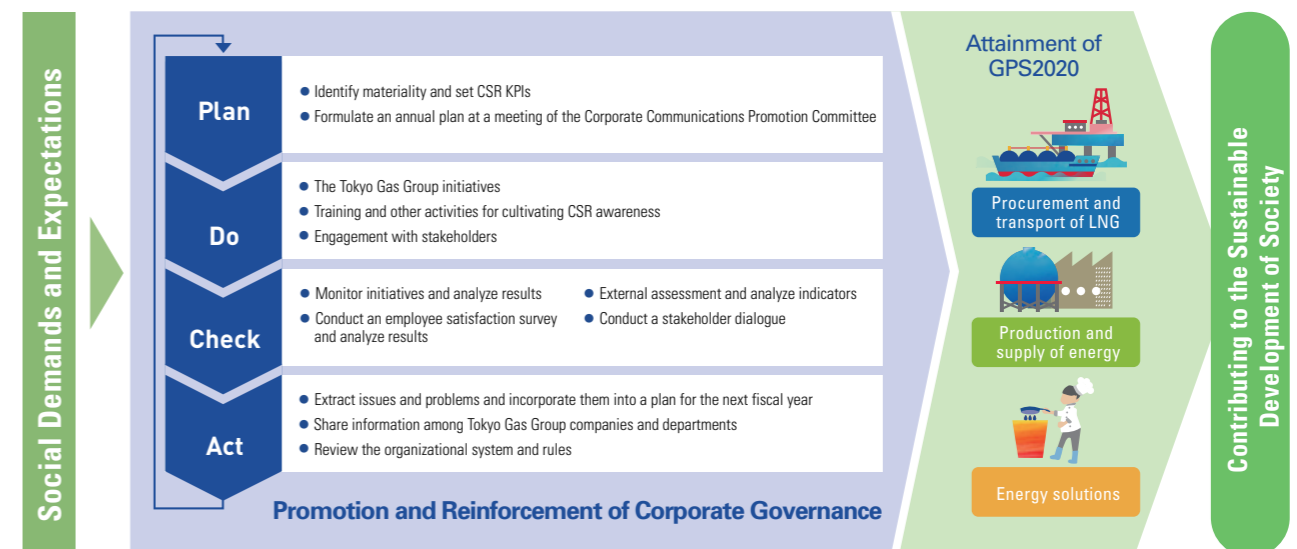 Social Demands and Expectations
Plan
● Identify materiality and set CSR KPIs
● Formulate an annual plan at a meeting of the Corporate Communications Promotion Committee
Do
● The Tokyo Gas Group initiatives
● Training and other activities for cultivating CSR awareness
● Engagement with stakeholders
Check
● Monitor initiatives and analyze results
● Conduct an employee satisfaction survey
and analyze results
● External assessment and analyze indicators
● Conduct a stakeholder dialogue
Act
● Extract issues and problems and incorporate them into a plan for the next fiscal year
● Share information among Tokyo Gas Group companies and departments
● Review the organizational system and rules
Promotion and Reinforcement of Corporate Governance
Attainment of
GPS2020
Procurement and
transport of LNG
Production and
supply of energy
Energy solutions
Contributing to the Sustainable
Development of Society